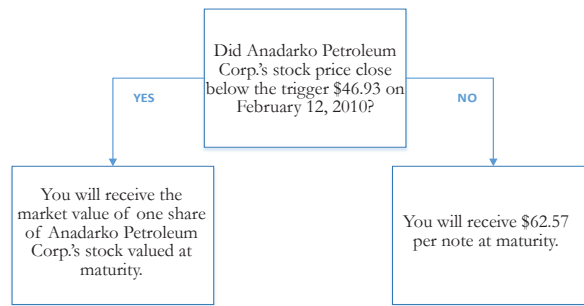 Did Anadarko Petroleum
Corp.'s stock price close
below the trigger $46.93 on
February 12, 2010?
YES
NO
You will receive the
market value of one share
of Anadarko Petroleum
Corp.'s stock valued at
maturity.
You will receive $62.57
per note at maturity.